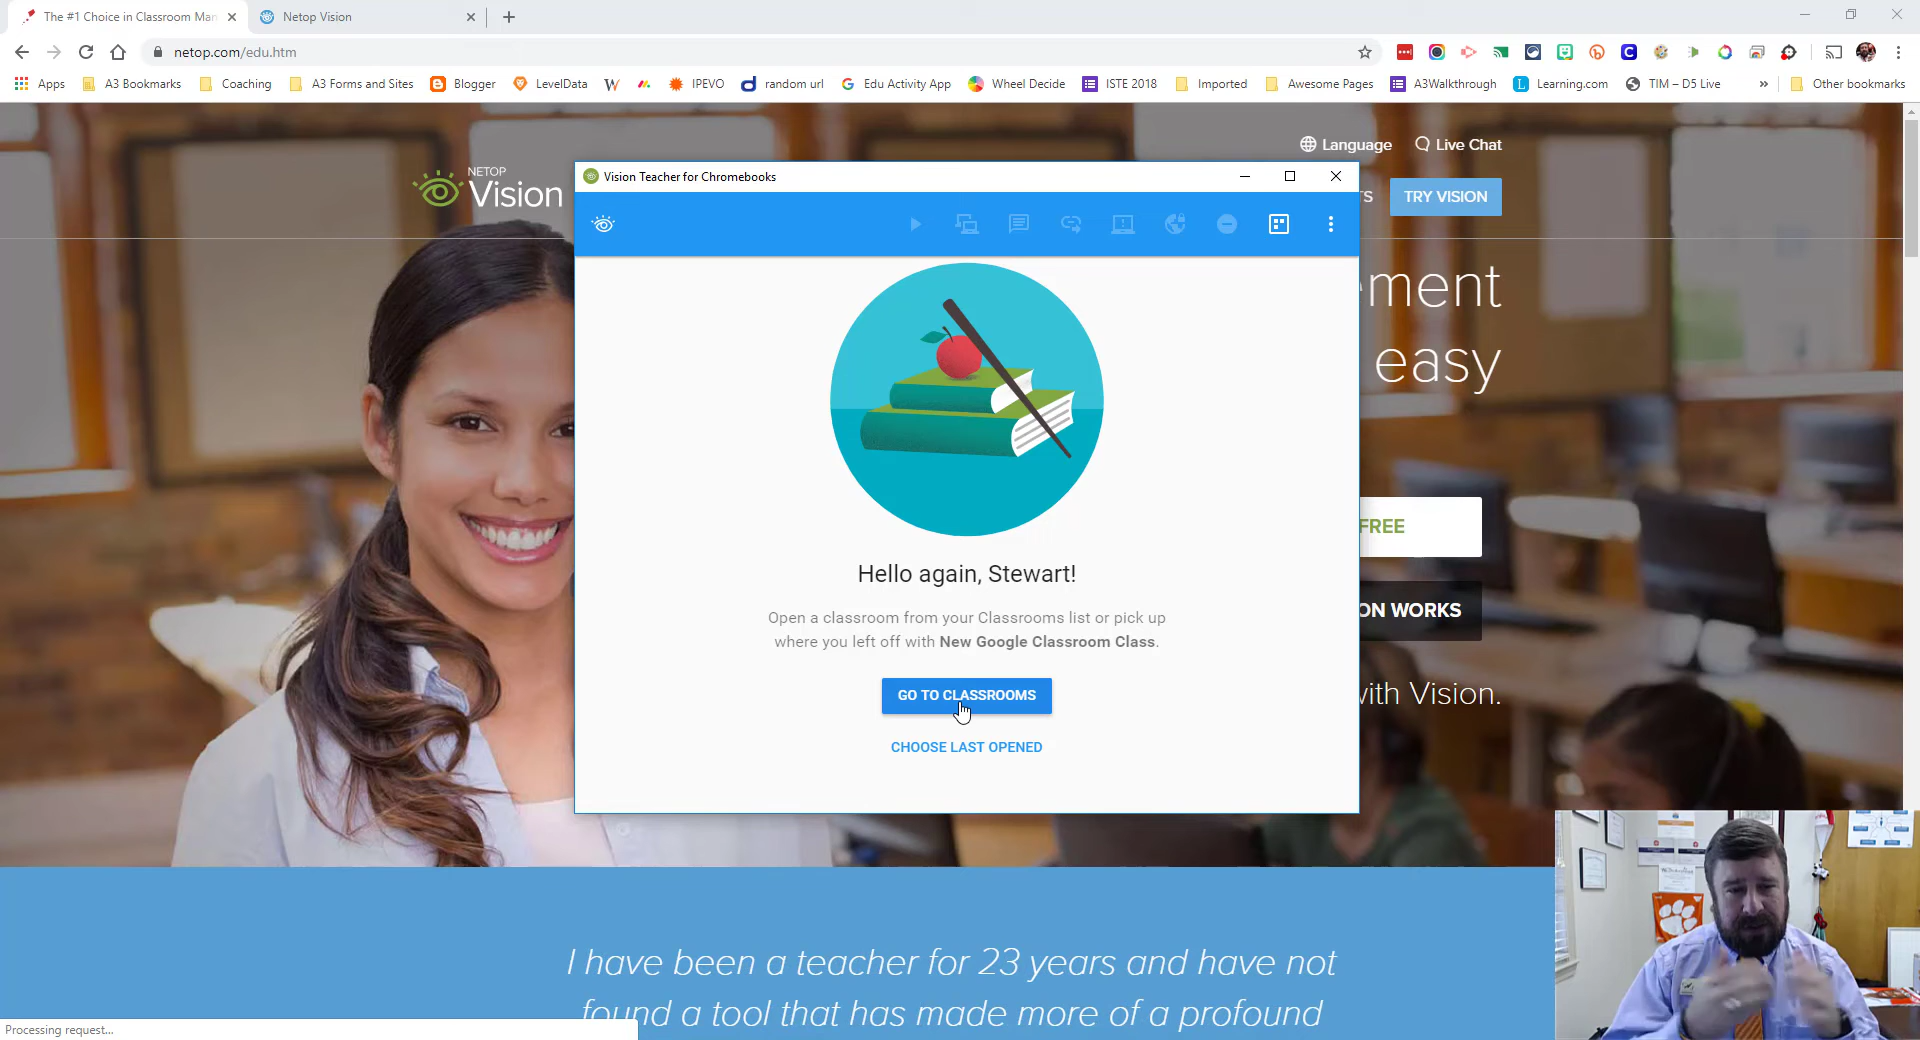 The #1 Choice in Classroom Man
Netop Vision
netop.com/edu.htm
Apps
A3 Bookmarks
Coaching
A3 Forms and Sites
Blogger
LevelData
IPEVO
random url
Edu Activity App
Wheel Decide
ISTE 2018
Imported
Awesome Pages
A3Walkthrough
Learning.com
TIM – D5 Live
Other bookmarks
Language
Live Chat
NETOP
Vision
Vision Teacher for Chromebooks
TS
TRY VISION
ement
easy
Hello again, Stewart!
Open a classroom from your Classrooms list or pick up
where you left off with New Google Classroom Class.
GO TO CLASSROOMS
CHOOSE LAST OPENED
FREE
ON WORKS
with Vision.
I have been a teacher for 23 years and have not
found a tool that has made more of a profound
Processing request...